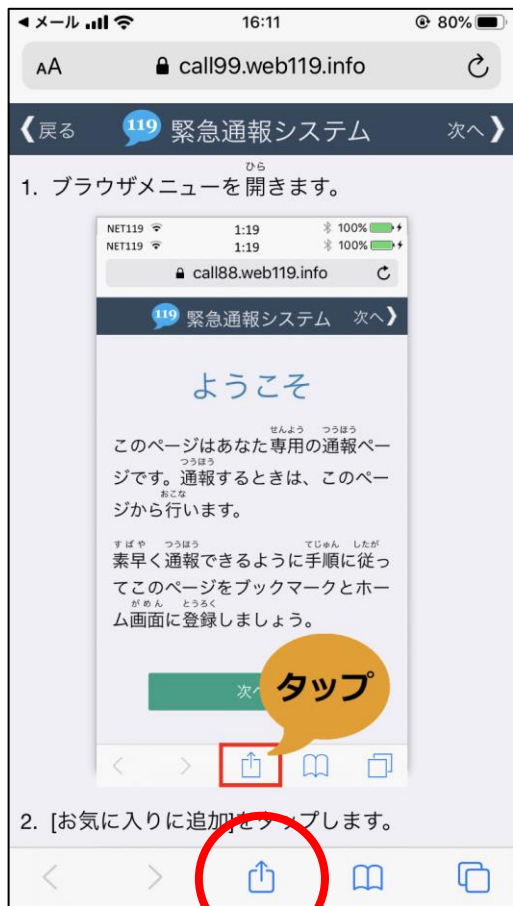 メール 16:11 80%
AA call99.web119.info
戻る 119 緊急通報システム 次へ
ひら
1. ブラウザメニューを開きます。
NET119 1:19 100%
NET119 1:19 100%
call88.web119.info
119 緊急通報システム 次へ
ようこそ
せんよう つうほう
このページはあなた専用の通報ペー
つうほう
ジです。通報するときは、このペー
おこな
ジから行います。
すばや つうほう てじゅん したが
素早く通報できるように手順に従っ
てこのページをブックマークとホー
がめん とうろく
ム画面に登録しましょう。
次へ
タップ
2. [お気に入りに追加]をタップします。